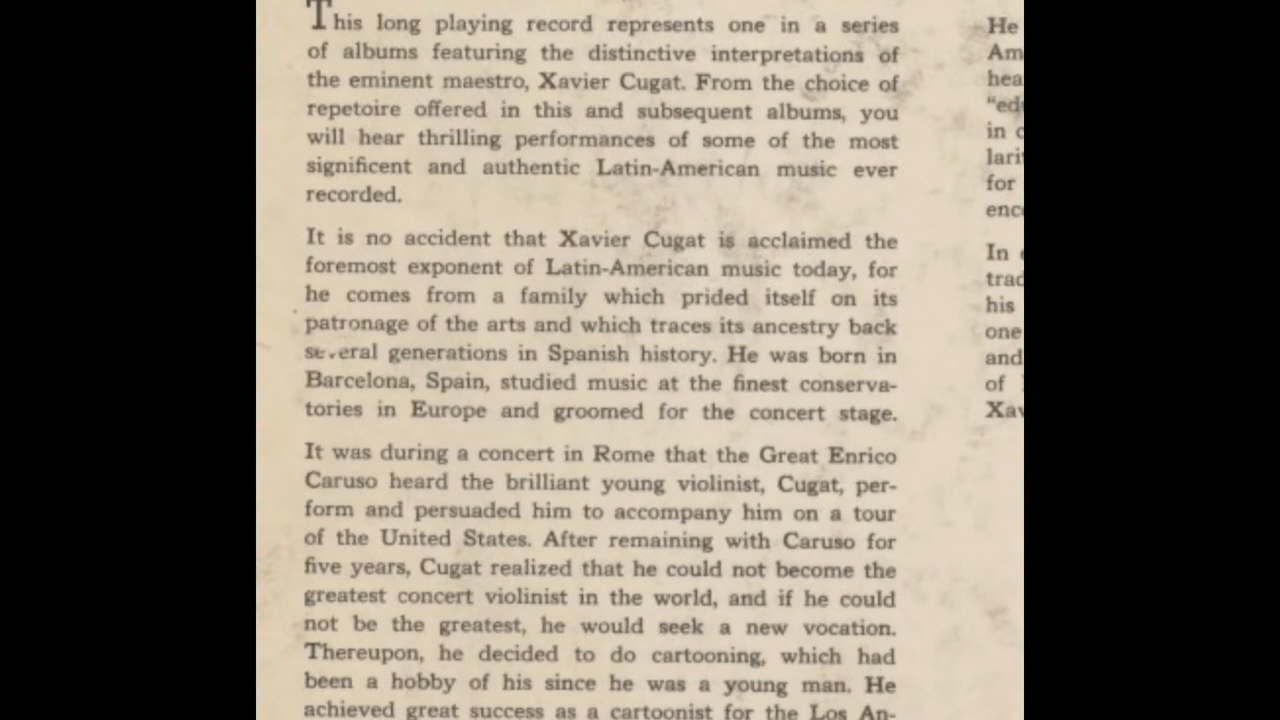 This long playing record represents one in a series
of albums featuring the distinctive interpretations of
the eminent maestro, Xavier Cugat. From the choice of
repetoire offered in this and subsequent albums, you
will hear thrilling performances of some of the most
significant and authentic Latin-American music ever
recorded.
It is no accident that Xavier Cugat is acclaimed the
foremost exponent of Latin-American music today, for
he comes from a family which prided itself on its
patronage of the arts and which traces its ancestry back
several generations in Spanish history. He was born in
Barcelona, Spain, studied music at the finest conserva-
tories in Europe and groomed for the concert stage.
It was during a concert in Rome that the Great Enrico
Caruso heard the brilliant young violinist, Cugat, per-
form and persuaded him to accompany him on a tour
of the United States. After remaining with Caruso for
five years, Cugat realized that he could not become the
greatest concert violinist in the world, and if he could
not be the greatest, he would seek a new vocation.
Thereupon, he decided to do cartooning, which had
been a hobby of his since he was a young man. He
achieved great success as a cartoonist for the Los An-
He
Am
hea
"ed
in
lari
for
enc
In
trad
his
one
and
of
Xav